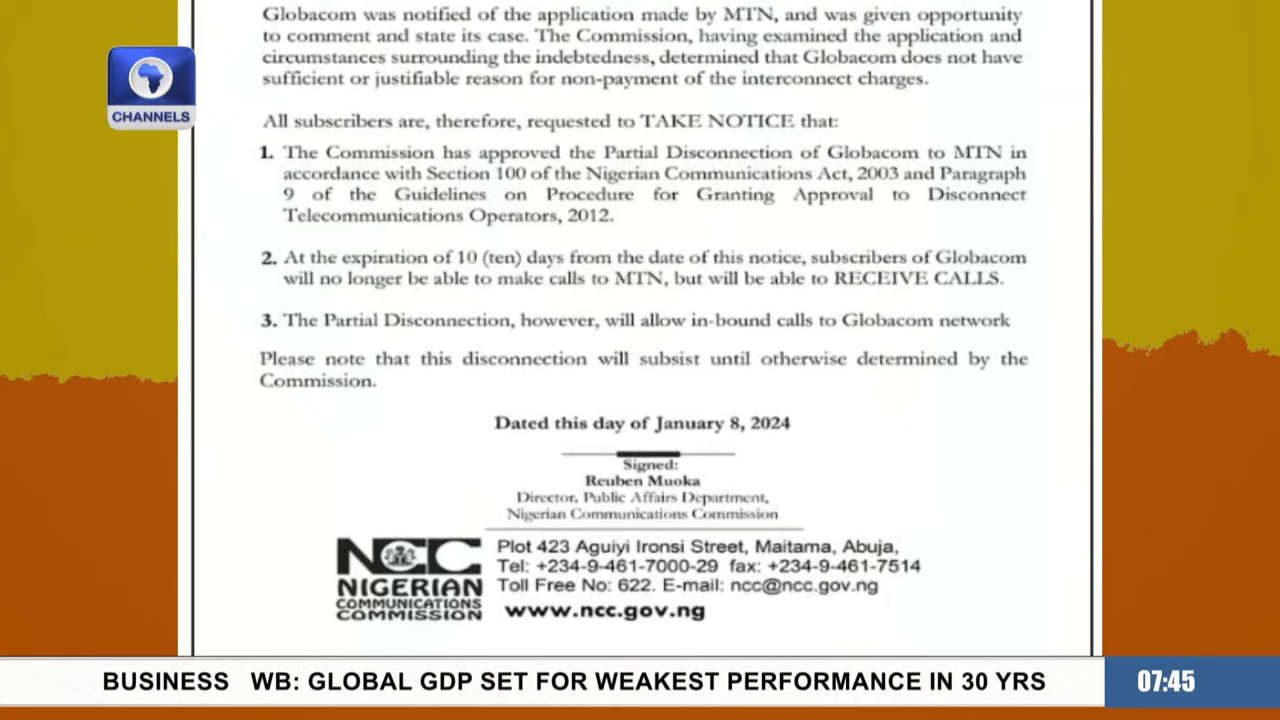 Globacom was notified of the application made by MTN, and was given opportunity
to comment and state its case. The Commission, having examined the application and
circumstances surrounding the indebtedness, determined that Globacom does not have
sufficient or justifiable reason for non-payment of the interconnect charges.
CHANNELS
All subscribers are, therefore, requested to TAKE NOTICE that:
1. The Commission has approved the Partial Disconnection of Globacom to MTN in
accordance with Section 100 of the Nigerian Communications Act, 2003 and Paragraph
9 of the Guidelines on Procedure for Granting Approval to Disconnect
Telecommunications Operators, 2012.
2. At the expiration of 10 (ten) days from the date of this notice, subscribers of Globacom
will no longer be able to make calls to MTN, but will be able to RECEIVE CALLS.
3. The Partial Disconnection, however, will allow in-bound calls to Globacom network
Please note that this disconnection will subsist until otherwise determined by the
Commission.
Dated this day of January 8, 2024
Signed:
Reuben Muoka
Director, Public Affairs Department,
Nigerian Communications Commission
NCC
NIGERIAN
COMMUNICATIONS
COMMISSION
Plot 423 Aguiyi Ironsi Street, Maitama, Abuja,
Tel: +234-9-461-7000-29 fax: +234-9-461-7514
Toll Free No: 622. E-mail: ncc@ncc.gov.ng
www.ncc.gov.ng
BUSINESS WB: GLOBAL GDP SET FOR WEAKEST PERFORMANCE IN 30 YRS
07:45